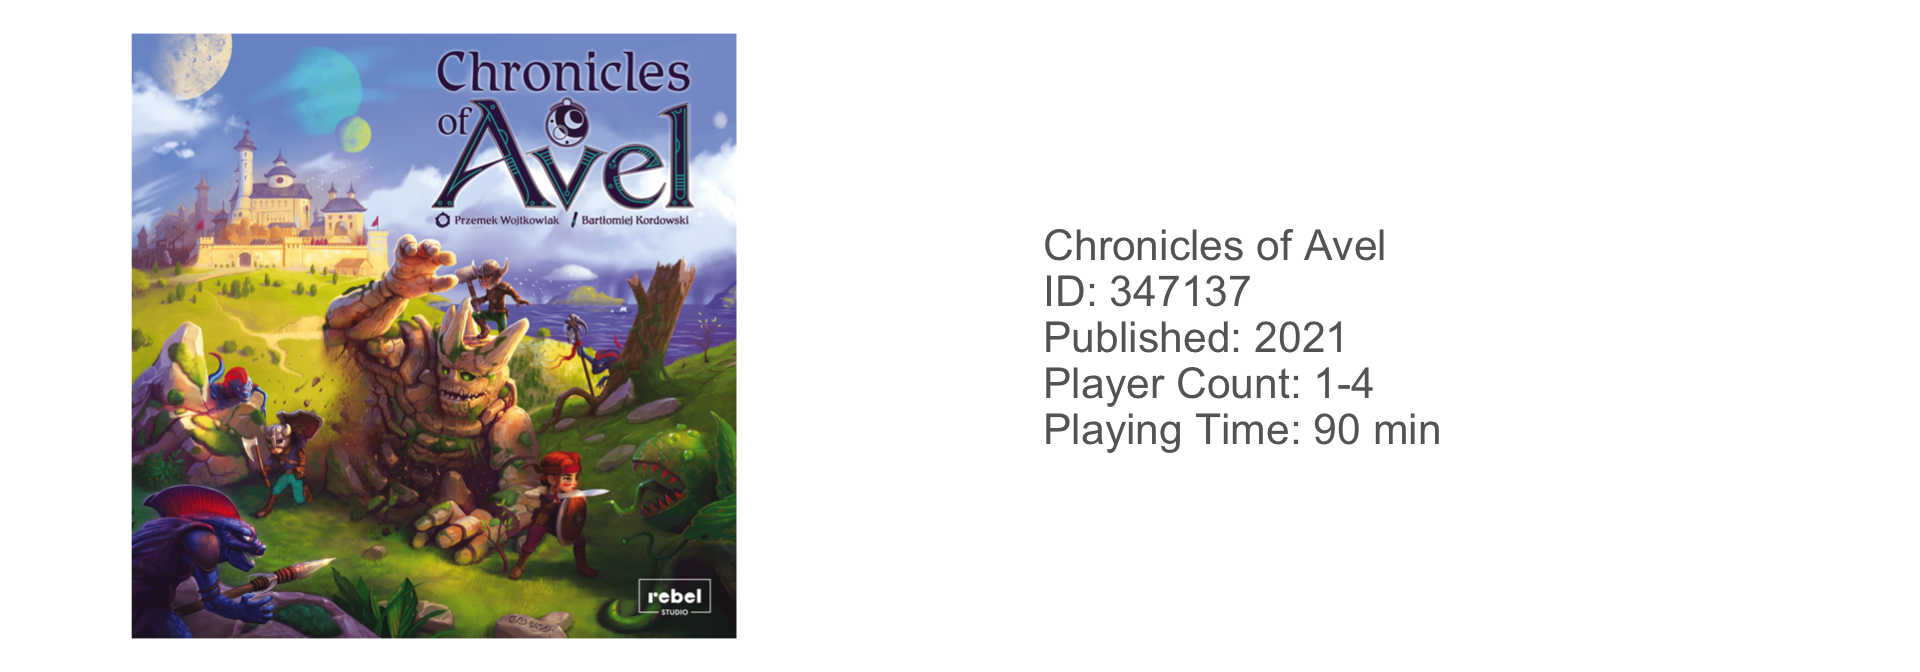 Chronicles
of Avel
Przemek Wojtkowiak / Bartłomiej Kordowski
rebel
STUDIO
Chronicles of Avel
ID: 347137
Published: 2021
Player Count: 1-4
Playing Time: 90 min